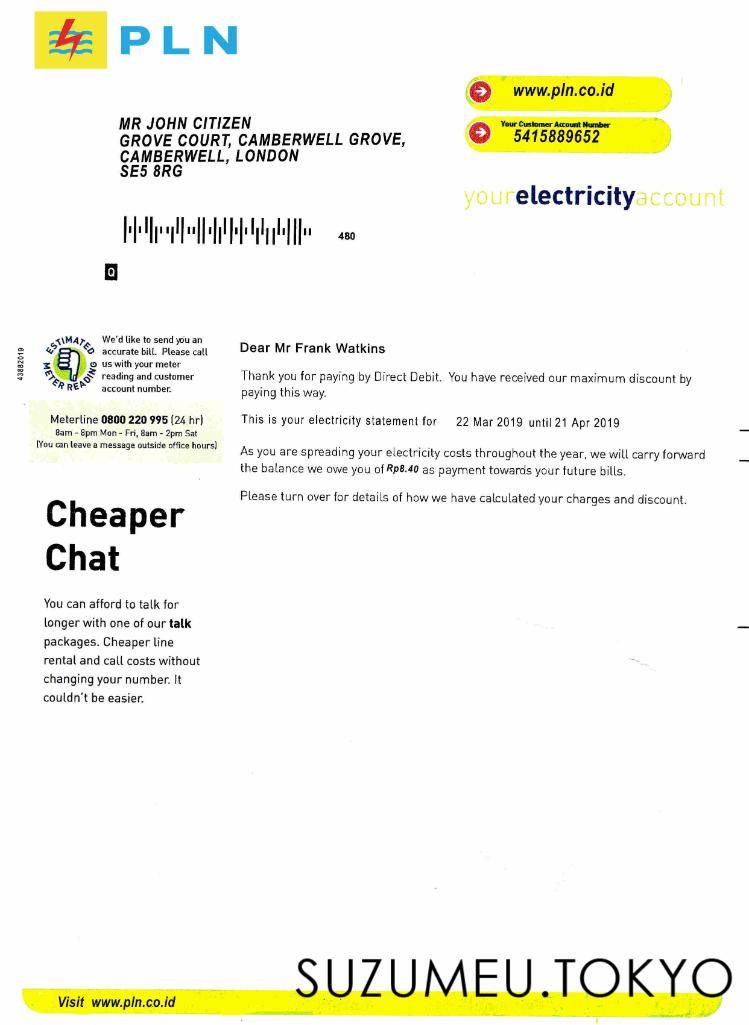 PLN
www.pln.co.id
Your Customer Account Number
5415889652
MR JOHN CITIZEN
GROVE COURT, CAMBERWELL GROVE,
CAMBERWELL, LONDON
SE5 8RG
yourelectricityaccount
480
Q
43882019
ESTIMATED METER READING
We'd like to send you an
accurate bill. Please call
us with your meter
reading and customer
account number.
Meterline 0800 220 995 (24 hr)
8am - 8pm Mon - Fri, 8am - 2pm Sat
(You can leave a message outside office hours)
Dear Mr Frank Watkins
Thank you for paying by Direct Debit. You have received our maximum discount by
paying this way.
This is your electricity statement for 22 Mar 2019 until 21 Apr 2019
As you are spreading your electricity costs throughout the year, we will carry forward
the balance we owe you of Rp8.40 as payment towards your future bills.
Please turn over for details of how we have calculated your charges and discount.
Cheaper
Chat
You can afford to talk for
longer with one of our talk
packages. Cheaper line
rental and call costs without
changing your number. It
couldn't be easier.
SUZUMEU.TOKYO
Visit www.pln.co.id